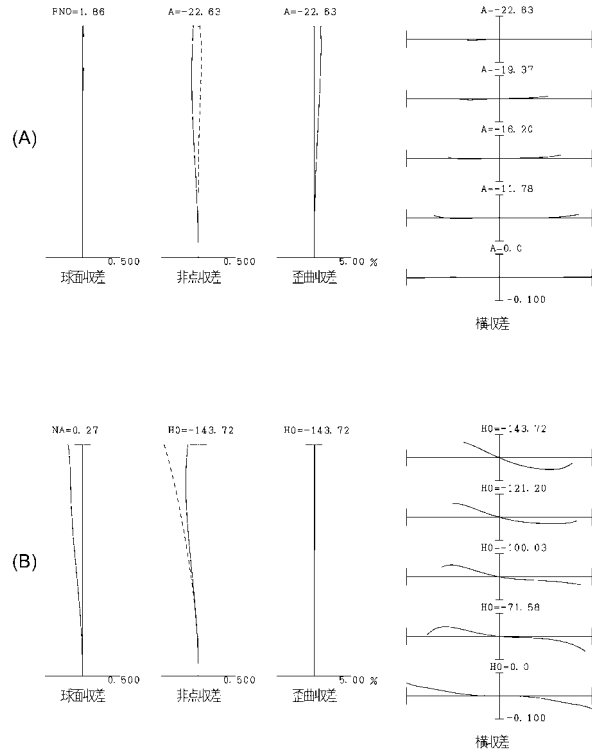 FNO=1.86
A=-22.63
A=-22.63
A=-22.63
A=-19.37
A=-16.20
A=-11.78
A=0.0
(A)
0.500
0.500
5.00 %
-0.100
球面収差
非点収差
歪曲収差
横収差
NA=0.27
H0=-143.72
H0=-143.72
H0=-143.72
H0=-121.20
H0=-100.03
H0=-71.58
H0=0.0
(B)
0.500
0.500
5.00 %
-0.100
球面収差
非点収差
歪曲収差
横収差